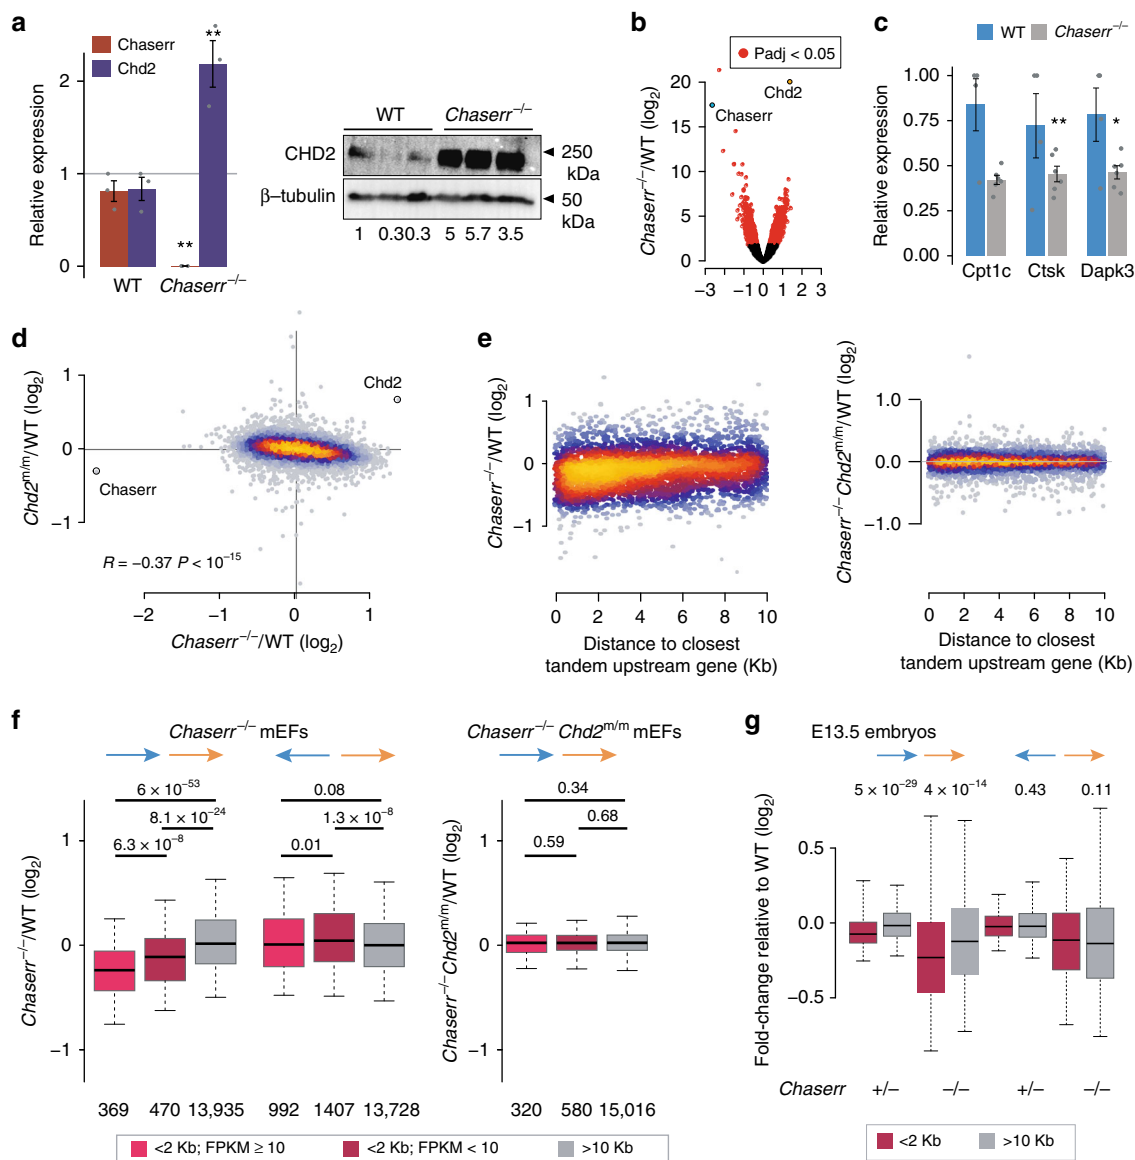 a
Chaserr
Chd2
Relative expression
2
1
0
**
**
WT
Chaserr−/−
WT
Chaserr−/−
CHD2
250
kDa
β–tubulin
50
kDa
1 0.3 0.3 5 5.7 3.5
b
Padj < 0.05
Chaserr−/−/WT (log2)
20
15
10
5
0
Chd2
Chaserr
−3 −1 0 1 2 3
c
WT Chaserr−/−
Relative expression
1.00
0.75
0.50
0.25
0.00
** *
Cpt1c Ctsk Dapk3
d
Chd2m/m/WT (log2)
1
0
−1
Chd2
Chaserr
R = −0.37 P < 10−15
−2 −1 0 1
Chaserr−/−/WT (log2)
e
Chaserr−/−/WT (log2)
1
0
−1
0 2 4 6 8 10
Distance to closest
tandem upstream gene (Kb)
Chaserr−/− Chd2m/m/WT (log2)
1.0
0.0
−1.0
0 2 4 6 8 10
Distance to closest
tandem upstream gene (Kb)
f
Chaserr−/− mEFs
Chaserr−/−/WT (log2)
1
0
−1
6 × 10−53
8.1 × 10−24
6.3 × 10−8
0.08
1.3 × 10−8
0.01
369 470 13,935 992 1407 13,728
Chaserr−/− Chd2m/m mEFs
Chaserr−/−Chd2m/m/WT (log2)
1
0
−1
0.34
0.68
0.59
320 580 15,016
<2 Kb; FPKM ≥ 10 <2 Kb; FPKM < 10 >10 Kb
g
E13.5 embryos
5 × 10−29 4 × 10−14 0.43 0.11
Fold-change relative to WT (log2)
0.5
0.0
−0.5
Chaserr +/− −/− +/− −/−
<2 Kb >10 Kb